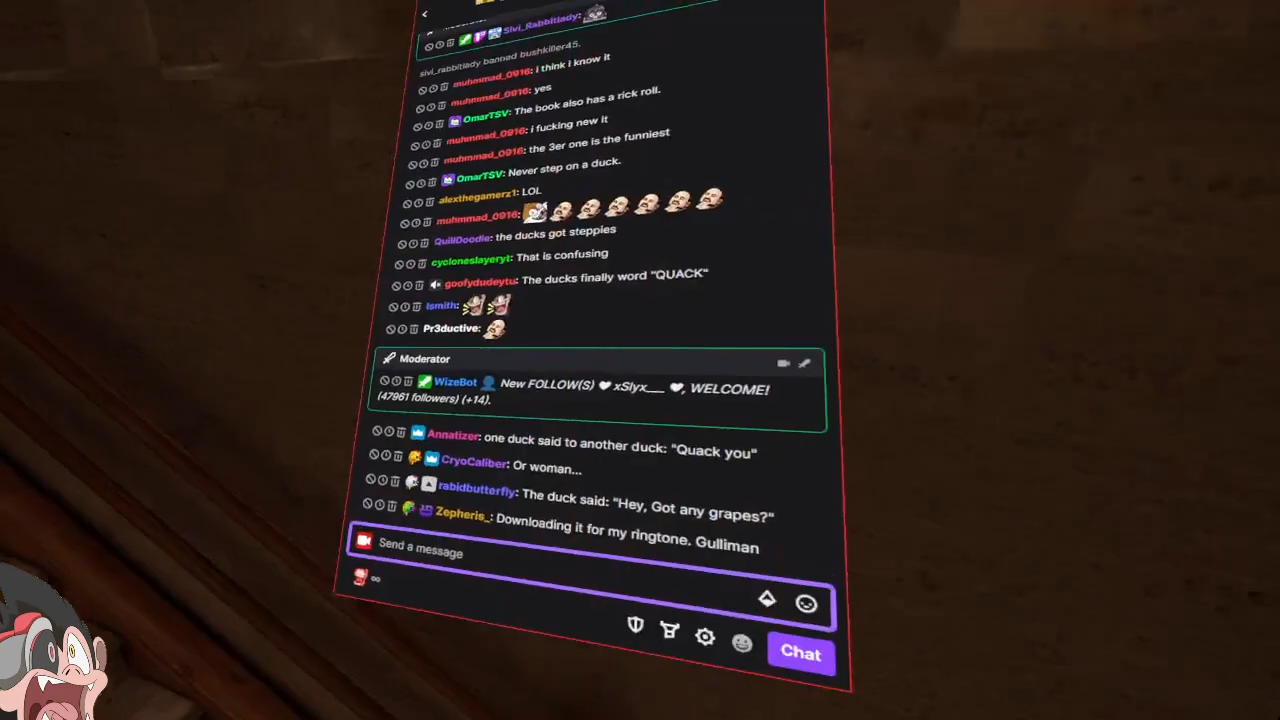 Sivi_Rabbitlady:
sivi_rabbitlady banned bushkiller45.
muhmmad_0916: i think i know it
muhmmad_0916: yes
OmarTSV: The book also has a rick roll.
muhmmad_0916: i fucking new it
muhmmad_0916: the 3er one is the funniest
OmarTSV: Never step on a duck.
alexthegamerz1: LOL
muhmmad_0916:
QuillDoodle: the ducks got steppies
cycloneslayeryt: That is confusing
goofydudeytu: The ducks finally word "QUACK"
lsmith:
Pr3ductive:
Moderator
WizeBot New FOLLOW(S) ❤ xSlyx___ ❤, WELCOME!
(47961 followers) (+14).
Annatizer: one duck said to another duck: "Quack you"
CryoCaliber: Or woman...
rabidbutterfly: The duck said: "Hey, Got any grapes?"
Zepheris_: Downloading it for my ringtone. Gulliman
Send a message
∞
Chat